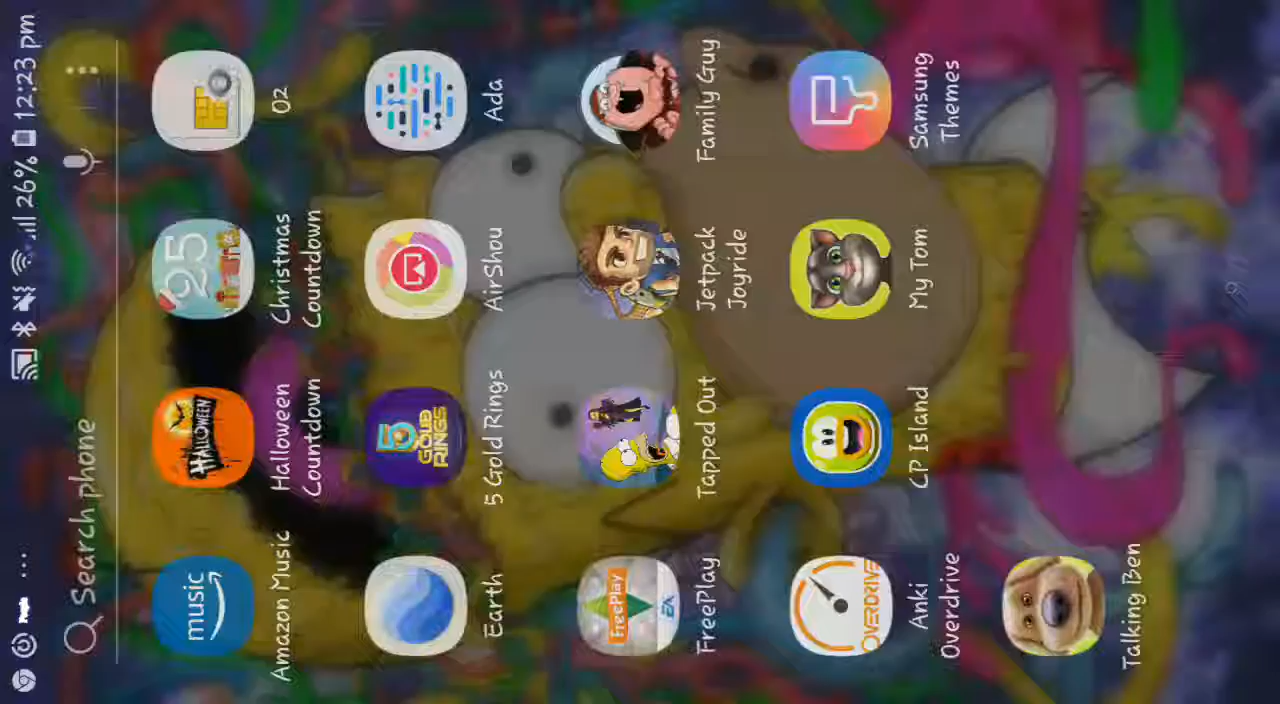 26% 12:23 pm
Search phone
music
HALLOWEEN
25
Amazon Music
Halloween
Countdown
Christmas
Countdown
O2
5
GOLD
RINGS
Earth
5 Gold Rings
AirShou
Ada
FreePlay
EA
FreePlay
Tapped Out
Jetpack
Joyride
Family Guy
OVERDRIVE
Anki
Overdrive
CP Island
My Tom
Samsung
Themes
Talking Ben